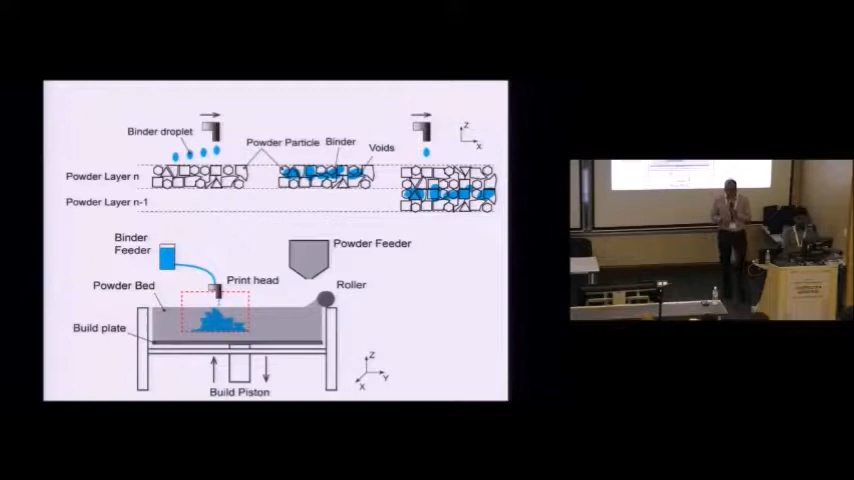 Z
X
Binder droplet
Powder Particle
Binder
Voids
Powder Layer n
Powder Layer n-1
Binder
Feeder
Powder Feeder
Print head
Powder Bed
Roller
Build plate
Z
Y
X
Build Piston